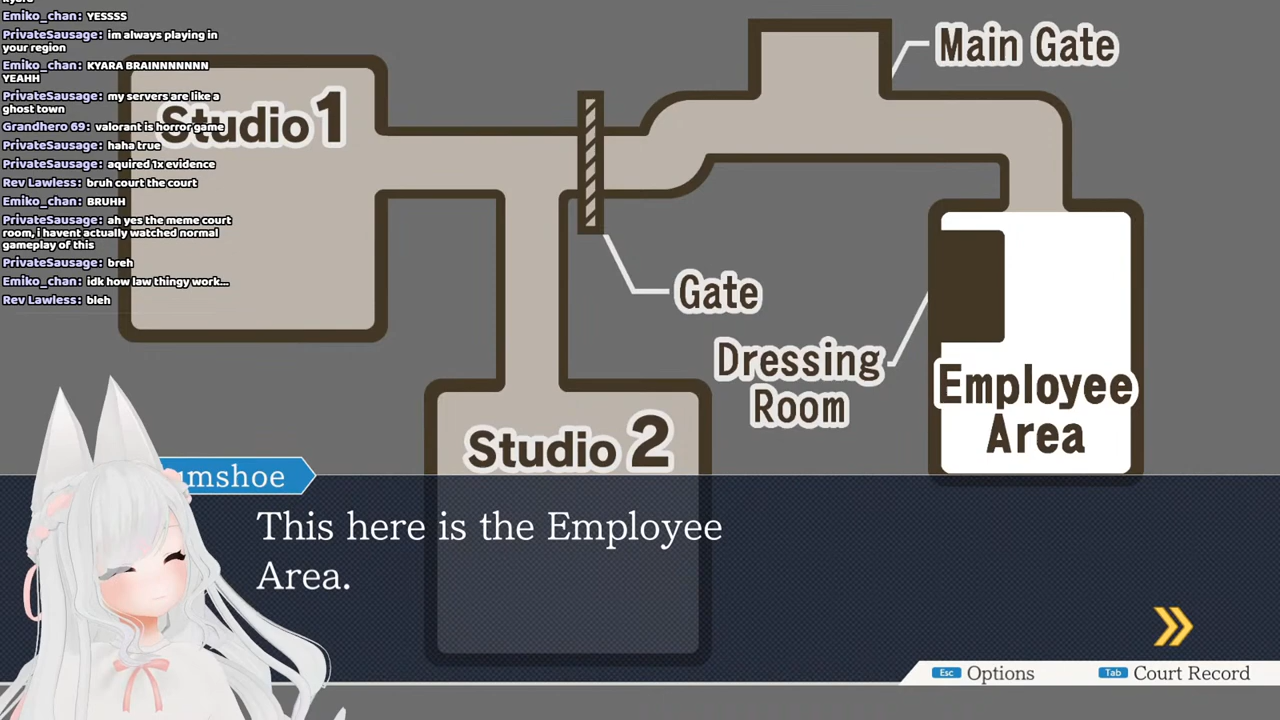 Emiko_chan: YESSSS
PrivateSausage: im always playing in
your region
Emiko_chan: KYARA BRAINNNNNNN
YEAHH
PrivateSausage: my servers are like a
ghost town
Grandhero 69: valorant is horror game
PrivateSausage: haha true
PrivateSausage: aquired 1x evidence
Rev Lawless: bruh court the court
Emiko_chan: BRUHH
PrivateSausage: ah yes the meme court
room, i havent actually watched normal
gameplay of this
PrivateSausage: breh
Emiko_chan: idk how law thingy work...
Rev Lawless: bleh
Studio 1
Main Gate
Gate
Dressing
Room
Employee
Area
Studio 2
umshoe
This here is the Employee
Area.
Esc Options
Tab Court Record